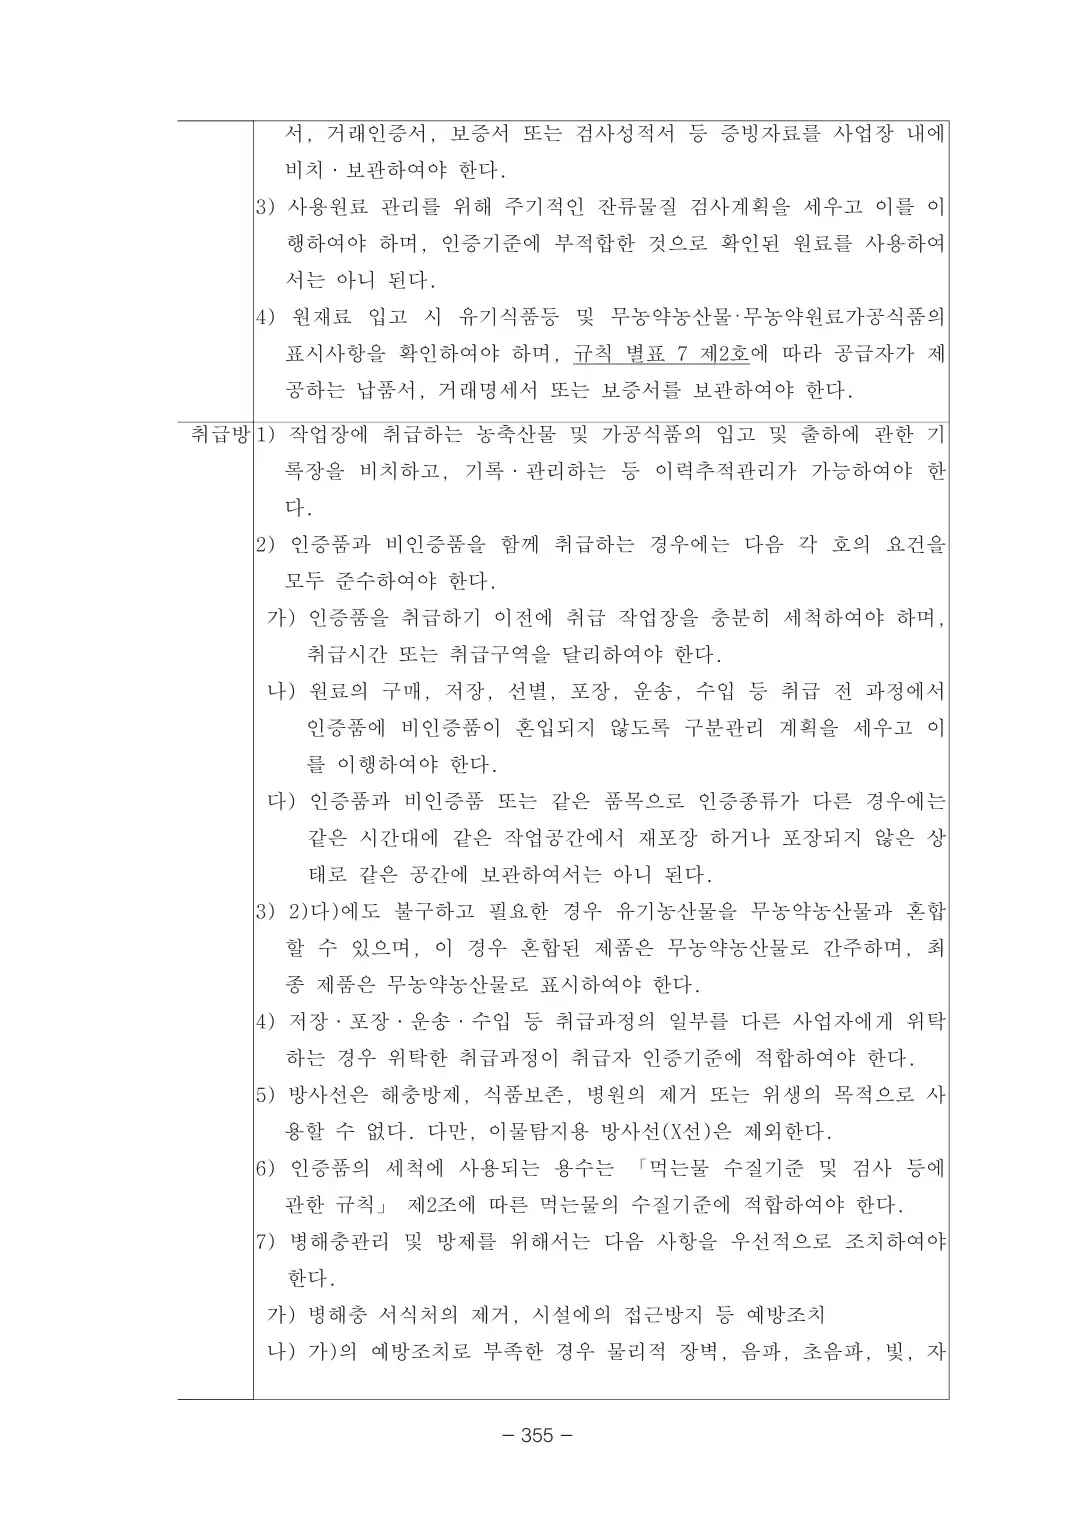 서, 거래인증서, 보증서 또는 검사성적서 등 증빙자료를 사업장 내에
비치·보관하여야 한다.
3) 사용원료 관리를 위해 주기적인 잔류물질 검사계획을 세우고 이를 이
행하여야 하며, 인증기준에 부적합한 것으로 확인된 원료를 사용하여
서는 아니 된다.
4) 원재료 입고 시 유기식품등 및 무농약농산물·무농약원료가공식품의
표시사항을 확인하여야 하며, 규칙 별표 7 제2호에 따라 공급자가 제
공하는 납품서, 거래명세서 또는 보증서를 보관하여야 한다.
취급방 1) 작업장에 취급하는 농축산물 및 가공식품의 입고 및 출하에 관한 기
록장을 비치하고, 기록·관리하는 등 이력추적관리가 가능하여야 한
다.
2) 인증품과 비인증품을 함께 취급하는 경우에는 다음 각 호의 요건을
모두 준수하여야 한다.
가) 인증품을 취급하기 이전에 취급 작업장을 충분히 세척하여야 하며,
취급시간 또는 취급구역을 달리하여야 한다.
나) 원료의 구매, 저장, 선별, 포장, 운송, 수입 등 취급 전 과정에서
인증품에 비인증품이 혼입되지 않도록 구분관리 계획을 세우고 이
를 이행하여야 한다.
다) 인증품과 비인증품 또는 같은 품목으로 인증종류가 다른 경우에는
같은 시간대에 같은 작업공간에서 재포장 하거나 포장되지 않은 상
태로 같은 공간에 보관하여서는 아니 된다.
3) 2)다)에도 불구하고 필요한 경우 유기농산물을 무농약농산물과 혼합
할 수 있으며, 이 경우 혼합된 제품은 무농약농산물로 간주하며, 최
종 제품은 무농약농산물로 표시하여야 한다.
4) 저장·포장·운송·수입 등 취급과정의 일부를 다른 사업자에게 위탁
하는 경우 위탁한 취급과정이 취급자 인증기준에 적합하여야 한다.
5) 방사선은 해충방제, 식품보존, 병원의 제거 또는 위생의 목적으로 사
용할 수 없다. 다만, 이물탐지용 방사선(X선)은 제외한다.
6) 인증품의 세척에 사용되는 용수는 「먹는물 수질기준 및 검사 등에
관한 규칙」 제2조에 따른 먹는물의 수질기준에 적합하여야 한다.
7) 병해충관리 및 방제를 위해서는 다음 사항을 우선적으로 조치하여야
한다.
가) 병해충 서식처의 제거, 시설에의 접근방지 등 예방조치
나) 가)의 예방조치로 부족한 경우 물리적 장벽, 음파, 초음파, 빛, 자
- 355 -